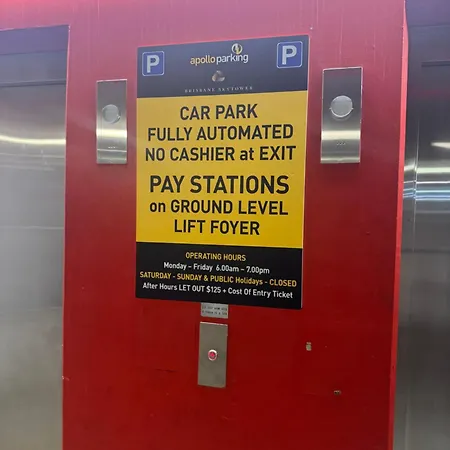 P
apolloparking
P
BRISBANE SKYTOWER
CAR PARK
FULLY AUTOMATED
NO CASHIER at EXIT
PAY STATIONS
on GROUND LEVEL
LIFT FOYER
OPERATING HOURS
Monday – Friday 6.00am – 7.00pm
SATURDAY - SUNDAY & PUBLIC Holidays - CLOSED
After Hours LET OUT $125 + Cost Of Entry Ticket